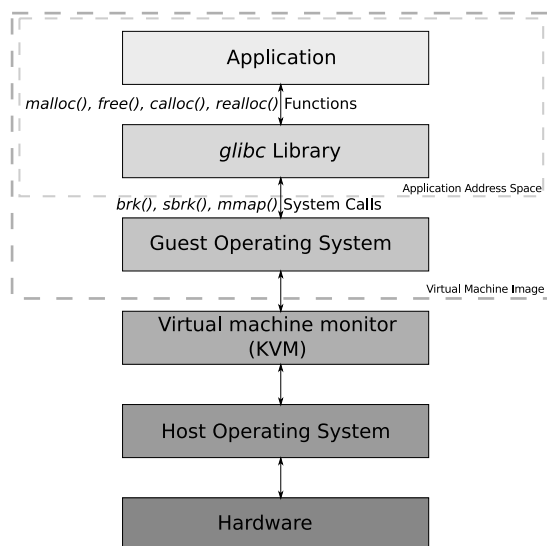 Application
malloc(), free(), calloc(), realloc() Functions
glibc Library
Application Address Space
brk(), sbrk(), mmap() System Calls
Guest Operating System
Virtual Machine Image
Virtual machine monitor
(KVM)
Host Operating System
Hardware